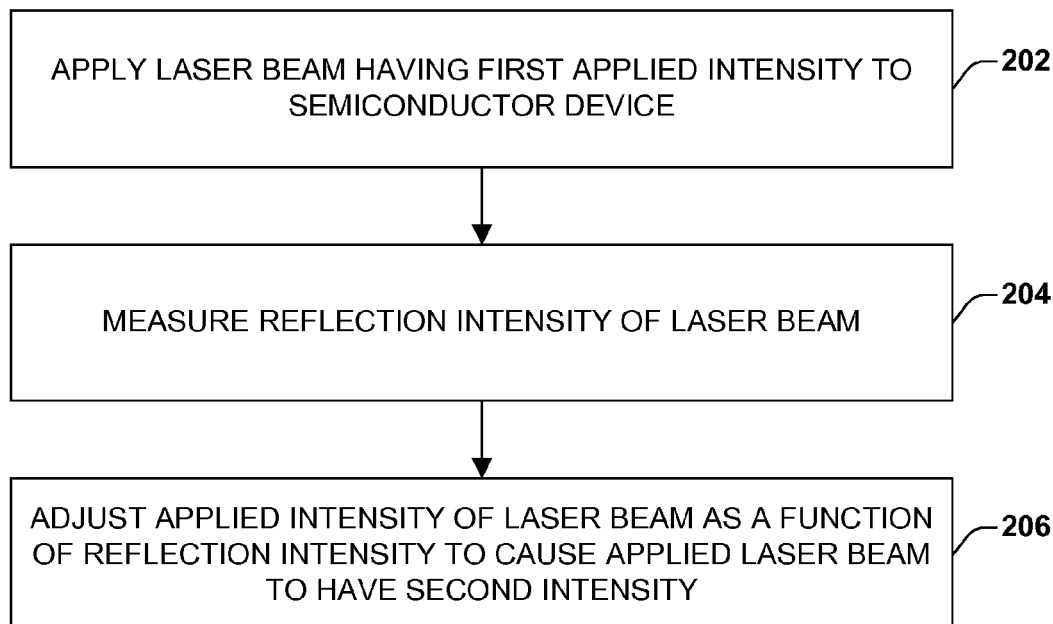 APPLY LASER BEAM HAVING FIRST APPLIED INTENSITY TO
SEMICONDUCTOR DEVICE
202
MEASURE REFLECTION INTENSITY OF LASER BEAM
204
ADJUST APPLIED INTENSITY OF LASER BEAM AS A FUNCTION
OF REFLECTION INTENSITY TO CAUSE APPLIED LASER BEAM
TO HAVE SECOND INTENSITY
206